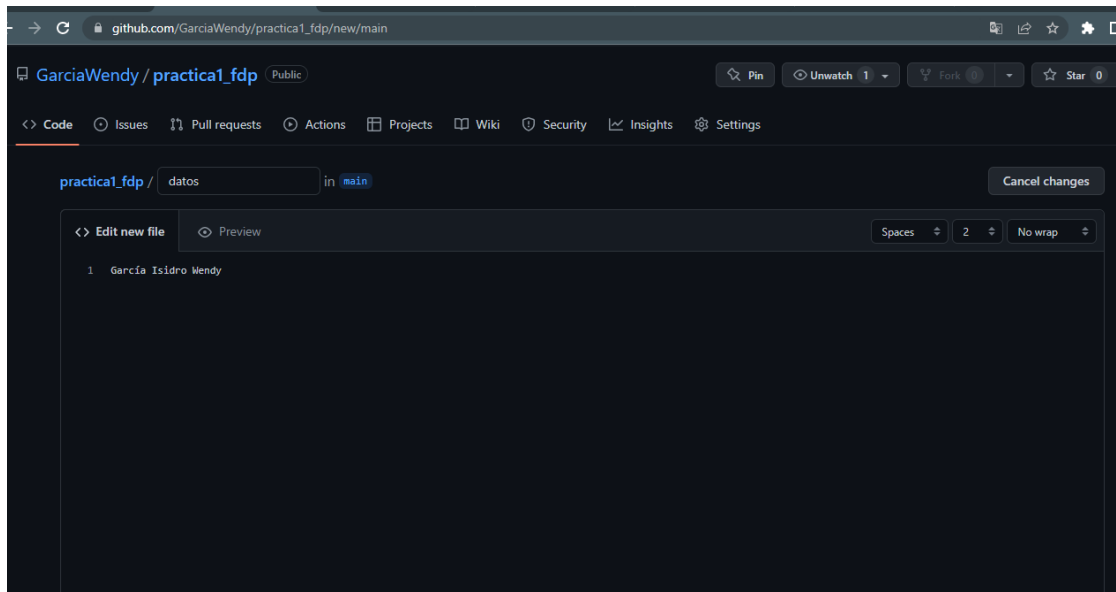 github.com/GarciaWendy/practica1_fdp/new/main
GarciaWendy / practica1_fdp Public Pin Unwatch 1 Fork 0 Star 0
<> Code Issues Pull requests Actions Projects Wiki Security Insights Settings
practica1_fdp / datos in main Cancel changes
<> Edit new file Preview Spaces 2 No wrap
1 García Isidro Wendy